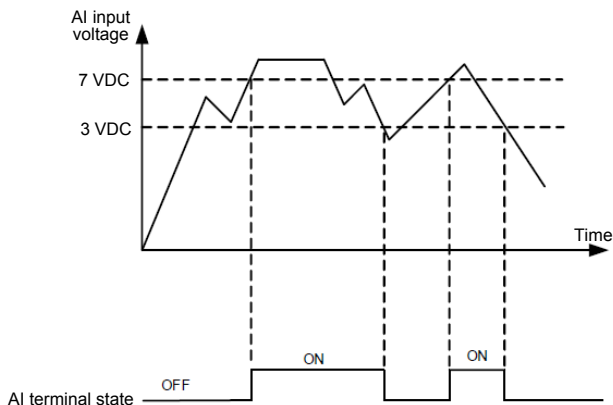 AI input
voltage
7 VDC
3 VDC
Time
ON
ON
OFF
AI terminal state